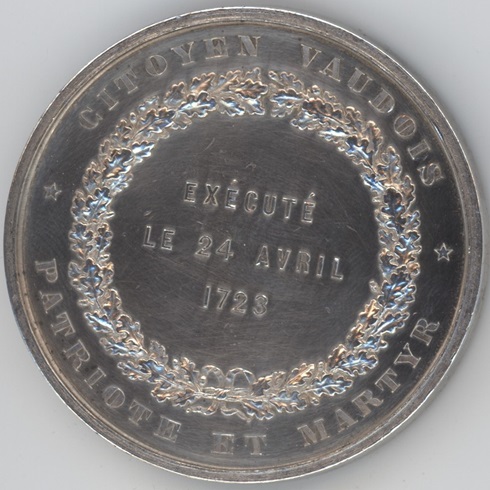 CITOYEN VAUDOIS
EXÉCUTÉ
LE 24 AVRIL
1723
PATRIOTE ET MARTYR